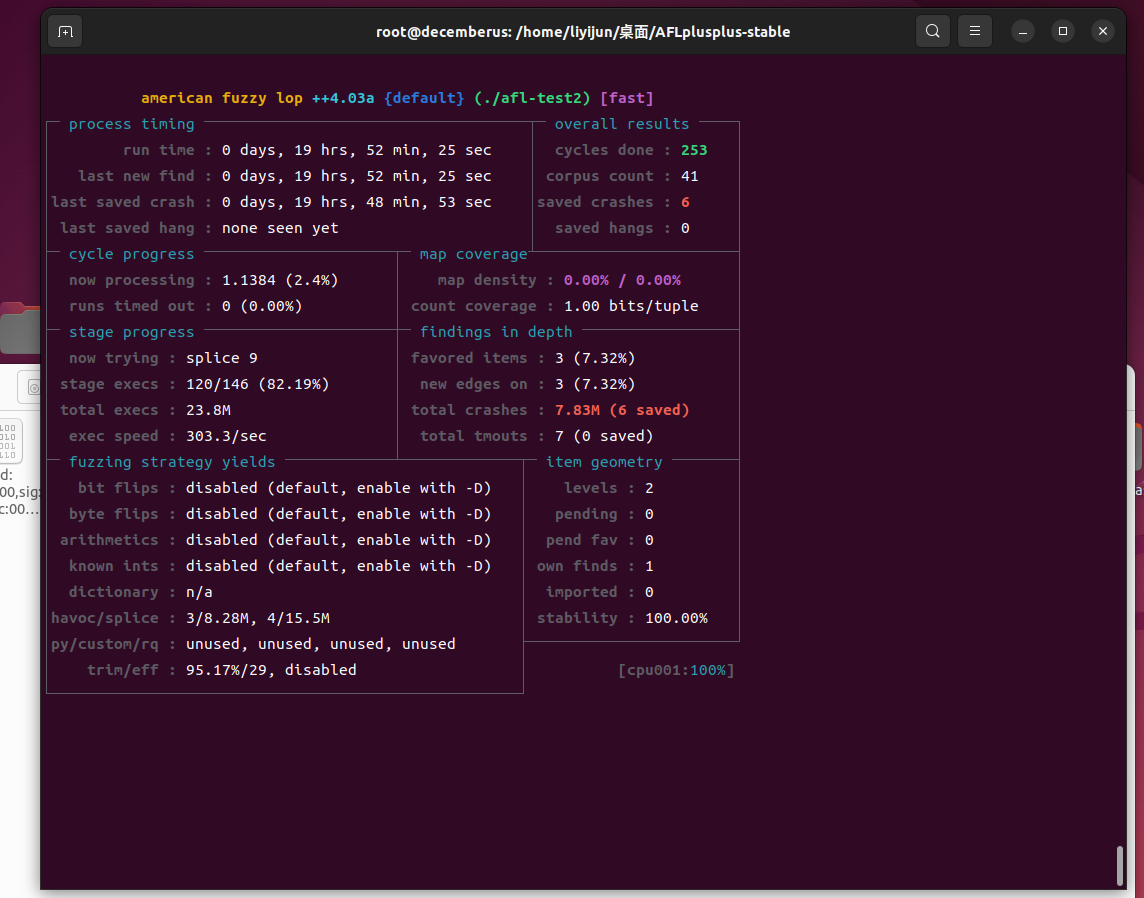 root@decemberus: /home/liyijun/桌面/AFLplusplus-stable
american fuzzy lop ++4.03a {default} (./afl-test2) [fast]
process timing
run time : 0 days, 19 hrs, 52 min, 25 sec
last new find : 0 days, 19 hrs, 52 min, 25 sec
last saved crash : 0 days, 19 hrs, 48 min, 53 sec
last saved hang : none seen yet
overall results
cycles done : 253
corpus count : 41
saved crashes : 6
saved hangs : 0
cycle progress
now processing : 1.1384 (2.4%)
runs timed out : 0 (0.00%)
map coverage
map density : 0.00% / 0.00%
count coverage : 1.00 bits/tuple
stage progress
now trying : splice 9
stage execs : 120/146 (82.19%)
total execs : 23.8M
exec speed : 303.3/sec
findings in depth
favored items : 3 (7.32%)
new edges on : 3 (7.32%)
total crashes : 7.83M (6 saved)
total tmouts : 7 (0 saved)
fuzzing strategy yields
bit flips : disabled (default, enable with -D)
byte flips : disabled (default, enable with -D)
arithmetics : disabled (default, enable with -D)
known ints : disabled (default, enable with -D)
dictionary : n/a
havoc/splice : 3/8.28M, 4/15.5M
py/custom/rq : unused, unused, unused, unused
trim/eff : 95.17%/29, disabled
item geometry
levels : 2
pending : 0
pend fav : 0
own finds : 1
imported : 0
stability : 100.00%
[cpu001:100%]
d:
00,sig:
c:00...